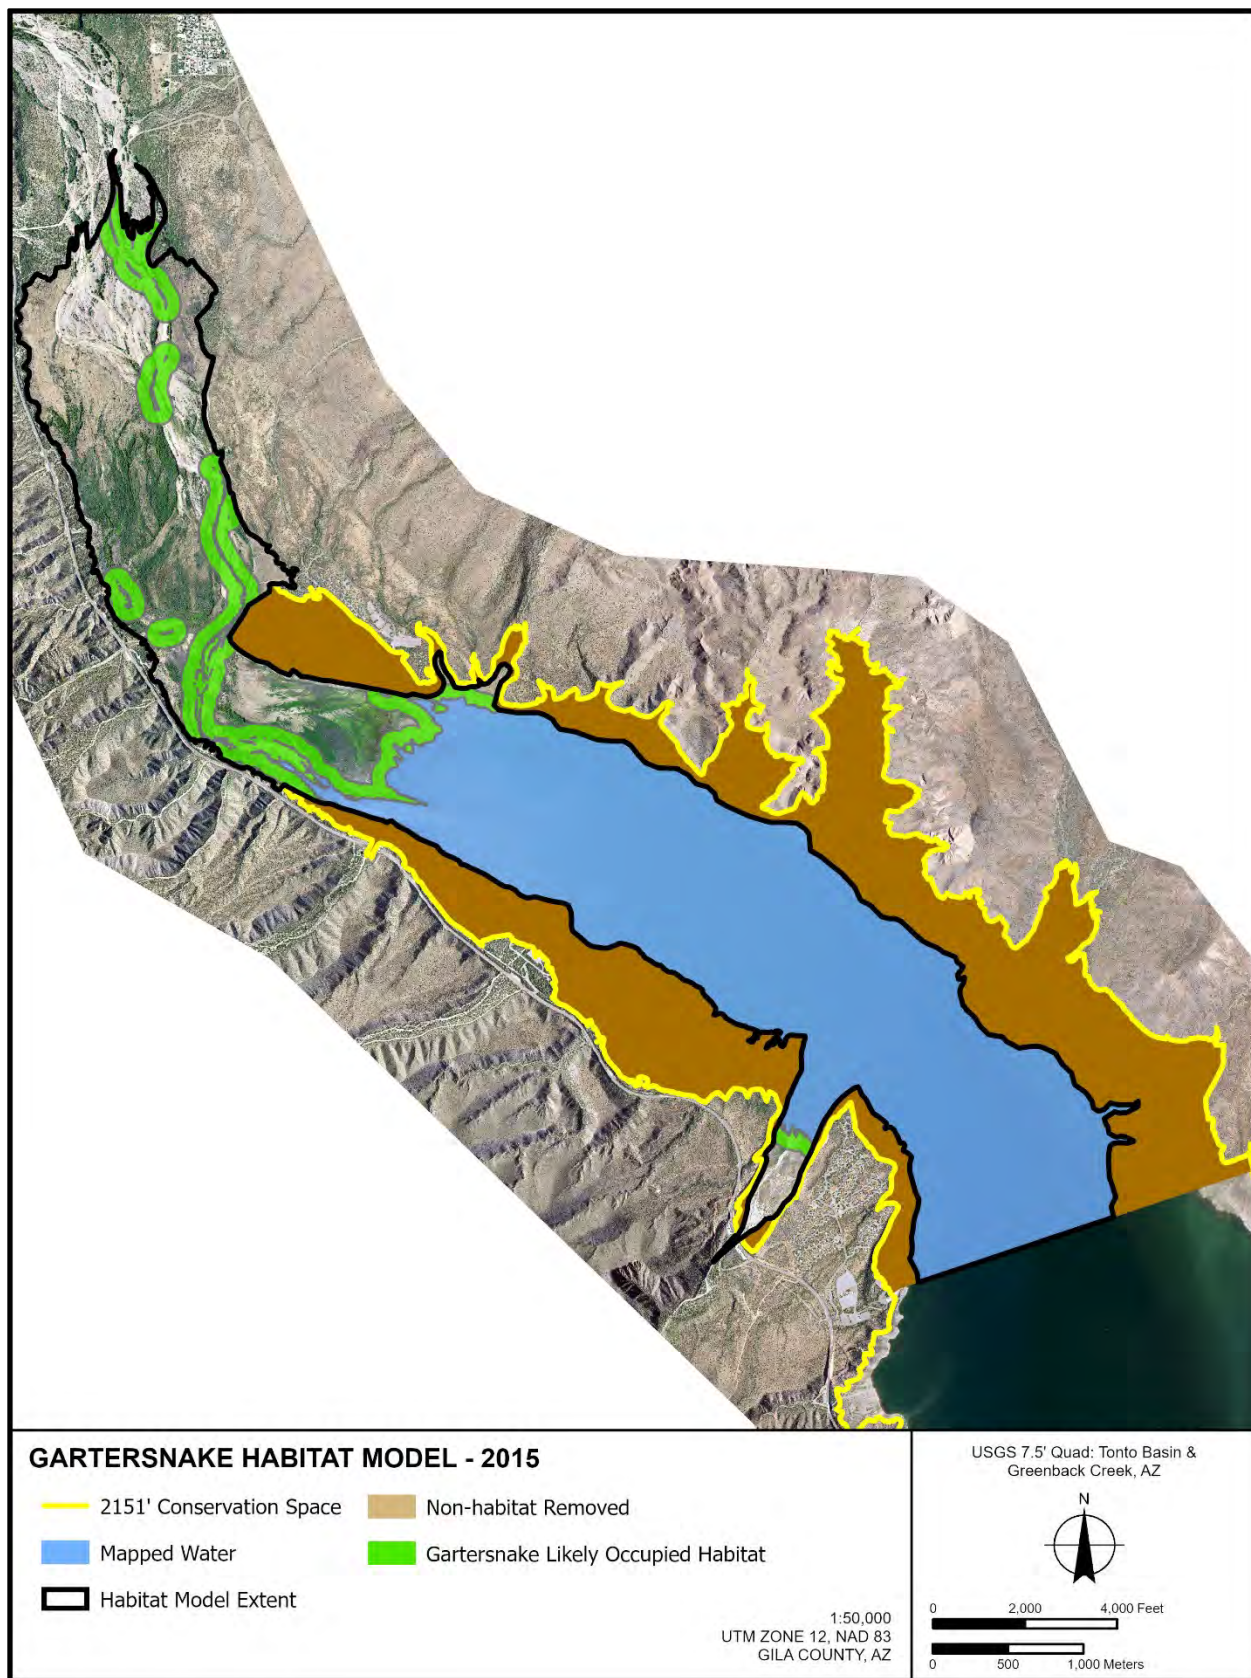 GARTERSNAKE HABITAT MODEL - 2015
2151' Conservation Space
Non-habitat Removed
Mapped Water
Gartersnake Likely Occupied Habitat
Habitat Model Extent
1:50,000
UTM ZONE 12, NAD 83
GILA COUNTY, AZ
USGS 7.5' Quad: Tonto Basin &
Greenback Creek, AZ
N
0 2,000 4,000 Feet
0 500 1,000 Meters